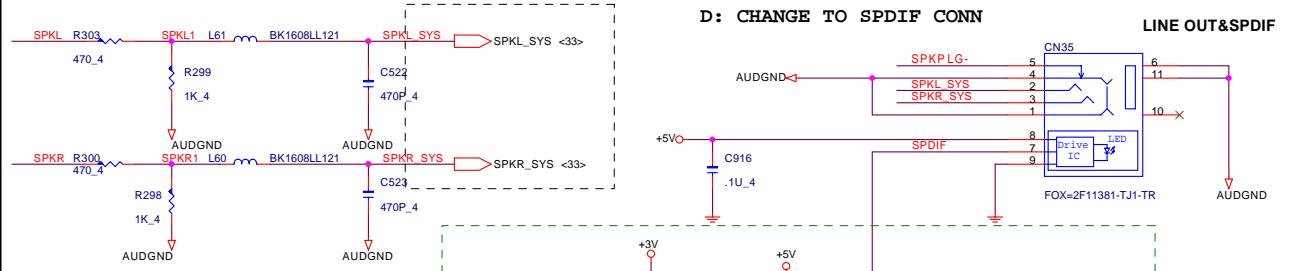 D: CHANGE TO SPDIF CONN
LINE OUT&SPDIF
SPKL R303 SPKL1 L61 BK1608LL121 SPKL_SYS SPKL_SYS <33>
470_4
R299
1K_4
C522
470P_4
AUDGND AUDGND
SPKR R300 SPKR1 L60 BK1608LL121 SPKR_SYS SPKR_SYS <33>
470_4
R298
1K_4
C523
470P_4
AUDGND AUDGND
CN35
SPKPLG- 5 6
AUDGND 4 11
SPKL_SYS 2
SPKR_SYS 3
1 10
+5V 8
SPDIF 7
9
Drive
IC
LED
C916
.1U_4
FOX=2F11381-TJ1-TR
AUDGND
+3V
+5V